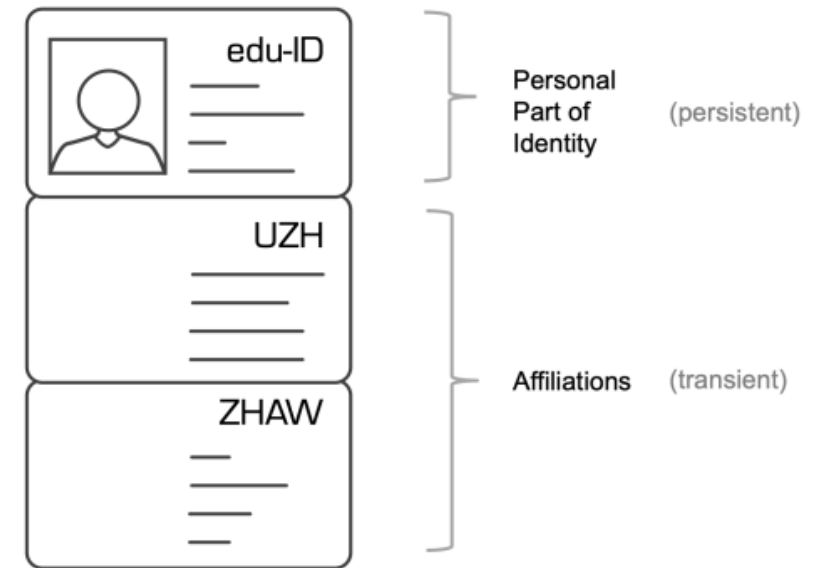 edu-ID
Personal
Part of
Identity
(persistent)
UZH
Affiliations
(transient)
ZHAW